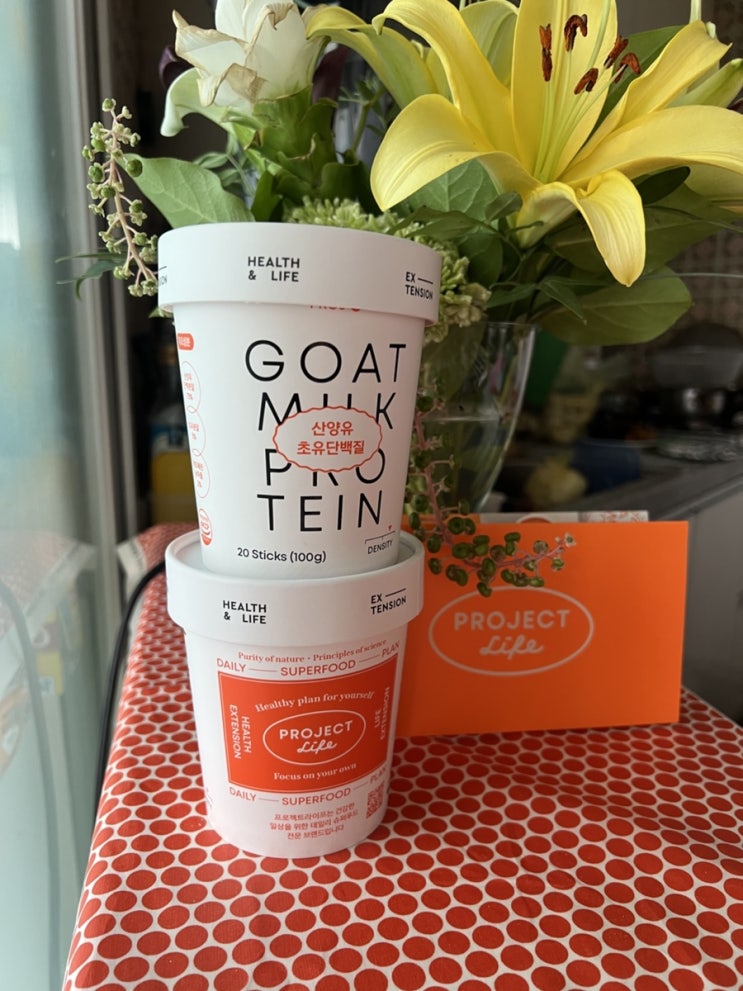 HEALTH
& LIFE
EX
TENSION
GOAT
MILK
산양유
초유단백질
PRO
TEIN
20 Sticks (100g)
DENSITY
HEALTH
& LIFE
EX
TENSION
Purity of nature - Principles of science
DAILY SUPERFOOD PLAN
Healthy plan for yourself
HEALTH
EXTENSION
PROJECT
Life
LIFE
EXTENSION
Focus on your own
DAILY SUPERFOOD PLAN
프로젝트라이프는 건강한
일상을 위한 데일리 슈퍼푸드
전문 브랜드입니다
PROJECT
Life